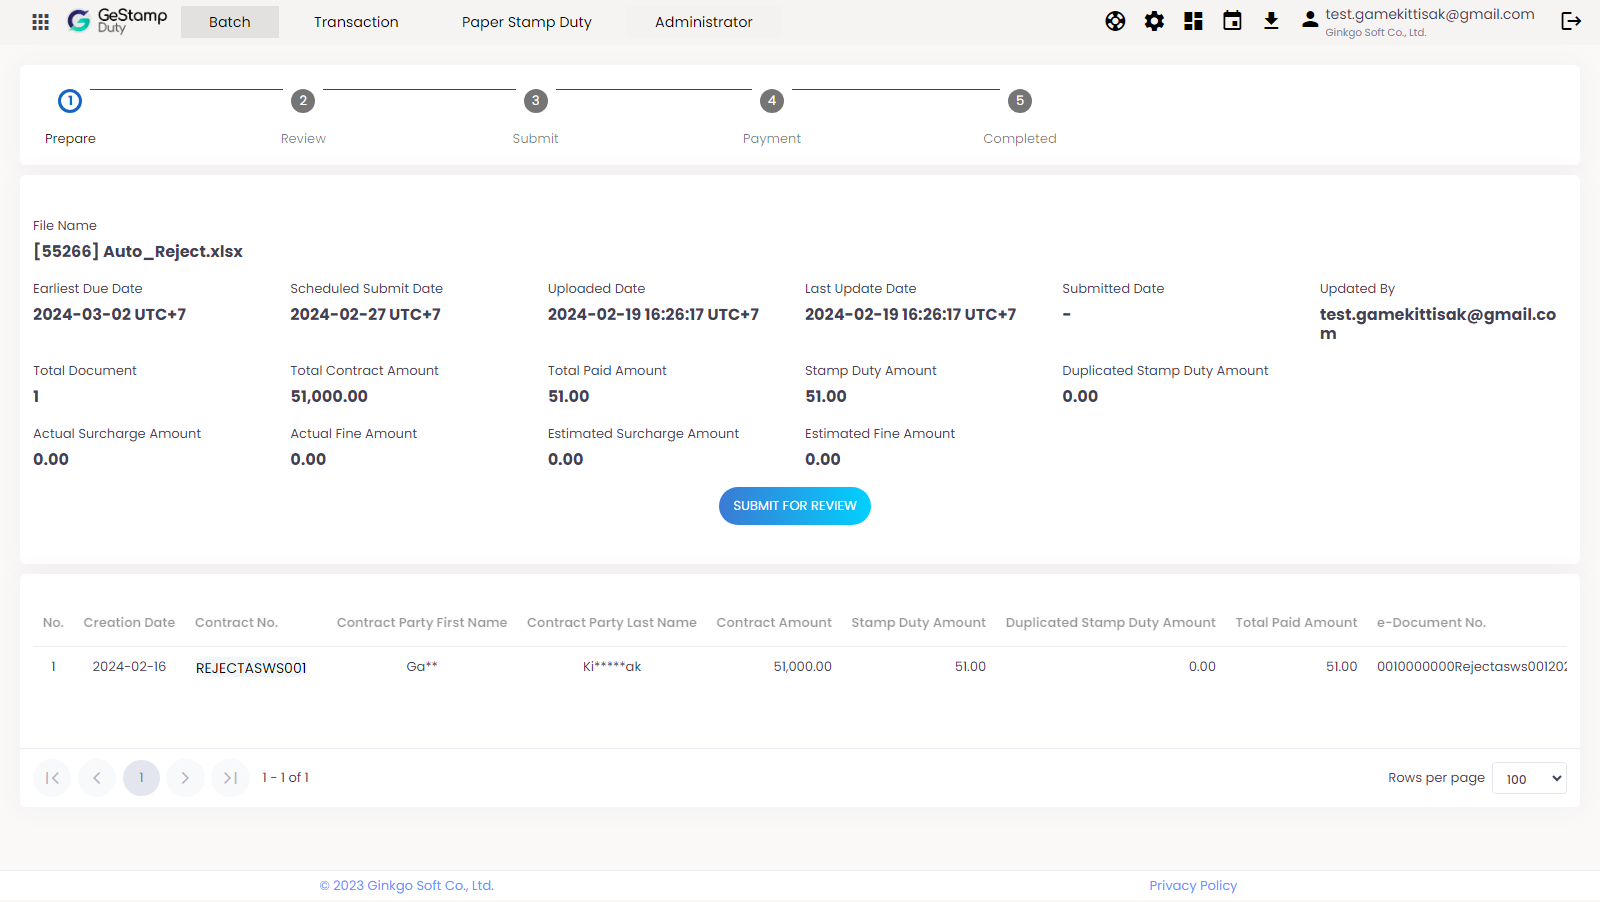 GeStamp
Duty
Batch
Transaction
Paper Stamp Duty
Administrator
test.gamekittisak@gmail.com
Ginkgo Soft Co., Ltd.
1
2
3
4
5
Prepare
Review
Submit
Payment
Completed
File Name
[55266] Auto_Reject.xlsx
Earliest Due Date
Scheduled Submit Date
Uploaded Date
Last Update Date
Submitted Date
Updated By
2024-03-02 UTC+7
2024-02-27 UTC+7
2024-02-19 16:26:17 UTC+7
2024-02-19 16:26:17 UTC+7
-
test.gamekittisak@gmail.co
m
Total Document
Total Contract Amount
Total Paid Amount
Stamp Duty Amount
Duplicated Stamp Duty Amount
1
51,000.00
51.00
51.00
0.00
Actual Surcharge Amount
Actual Fine Amount
Estimated Surcharge Amount
Estimated Fine Amount
0.00
0.00
0.00
0.00
SUBMIT FOR REVIEW
No.
Creation Date
Contract No.
Contract Party First Name
Contract Party Last Name
Contract Amount
Stamp Duty Amount
Duplicated Stamp Duty Amount
Total Paid Amount
e-Document No.
1
2024-02-16
REJECTASWS001
Ga**
Ki*****ak
51,000.00
51.00
0.00
51.00
0010000000Rejectasws001202
1
1 - 1 of 1
Rows per page
100
© 2023 Ginkgo Soft Co., Ltd.
Privacy Policy